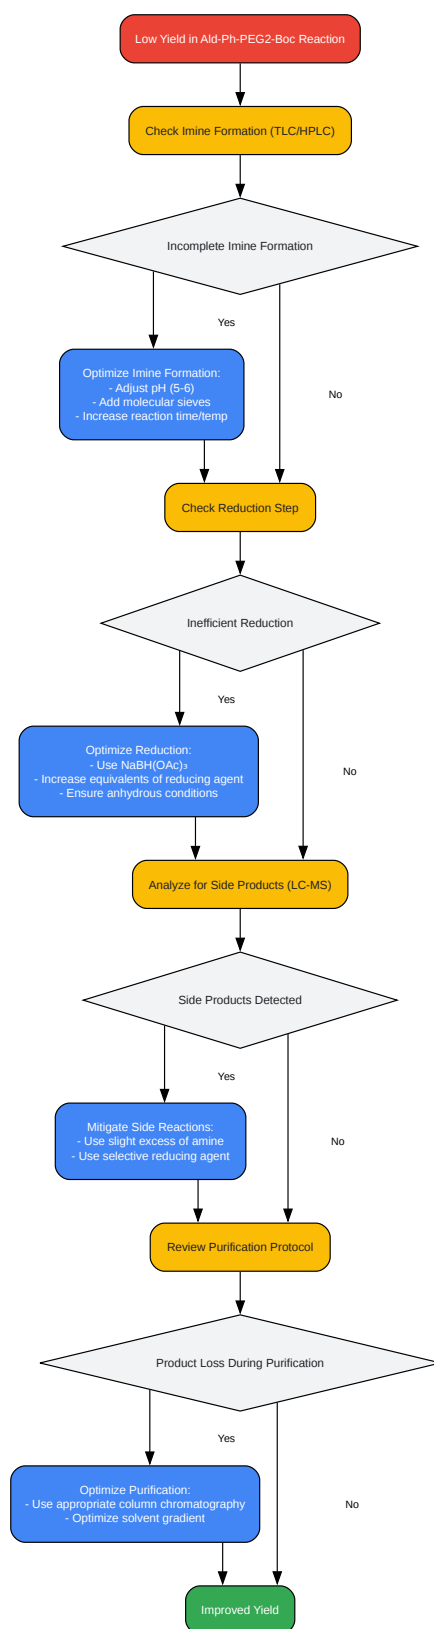 Low Yield in Ald-Ph-PEG2-Boc Reaction
Check Imine Formation (TLC/HPLC)
Incomplete Imine Formation
Yes
Optimize Imine Formation:
- Adjust pH (5-6)
- Add molecular sieves
- Increase reaction time/temp
No
Check Reduction Step
Inefficient Reduction
Yes
Optimize Reduction:
- Use NaBH(OAc)₃
- Increase equivalents of reducing agent
- Ensure anhydrous conditions
No
Analyze for Side Products (LC-MS)
Side Products Detected
Yes
Mitigate Side Reactions:
- Use slight excess of amine
- Use selective reducing agent
No
Review Purification Protocol
Product Loss During Purification
Yes
Optimize Purification:
- Use appropriate column chromatography
- Optimize solvent gradient
No
Improved Yield